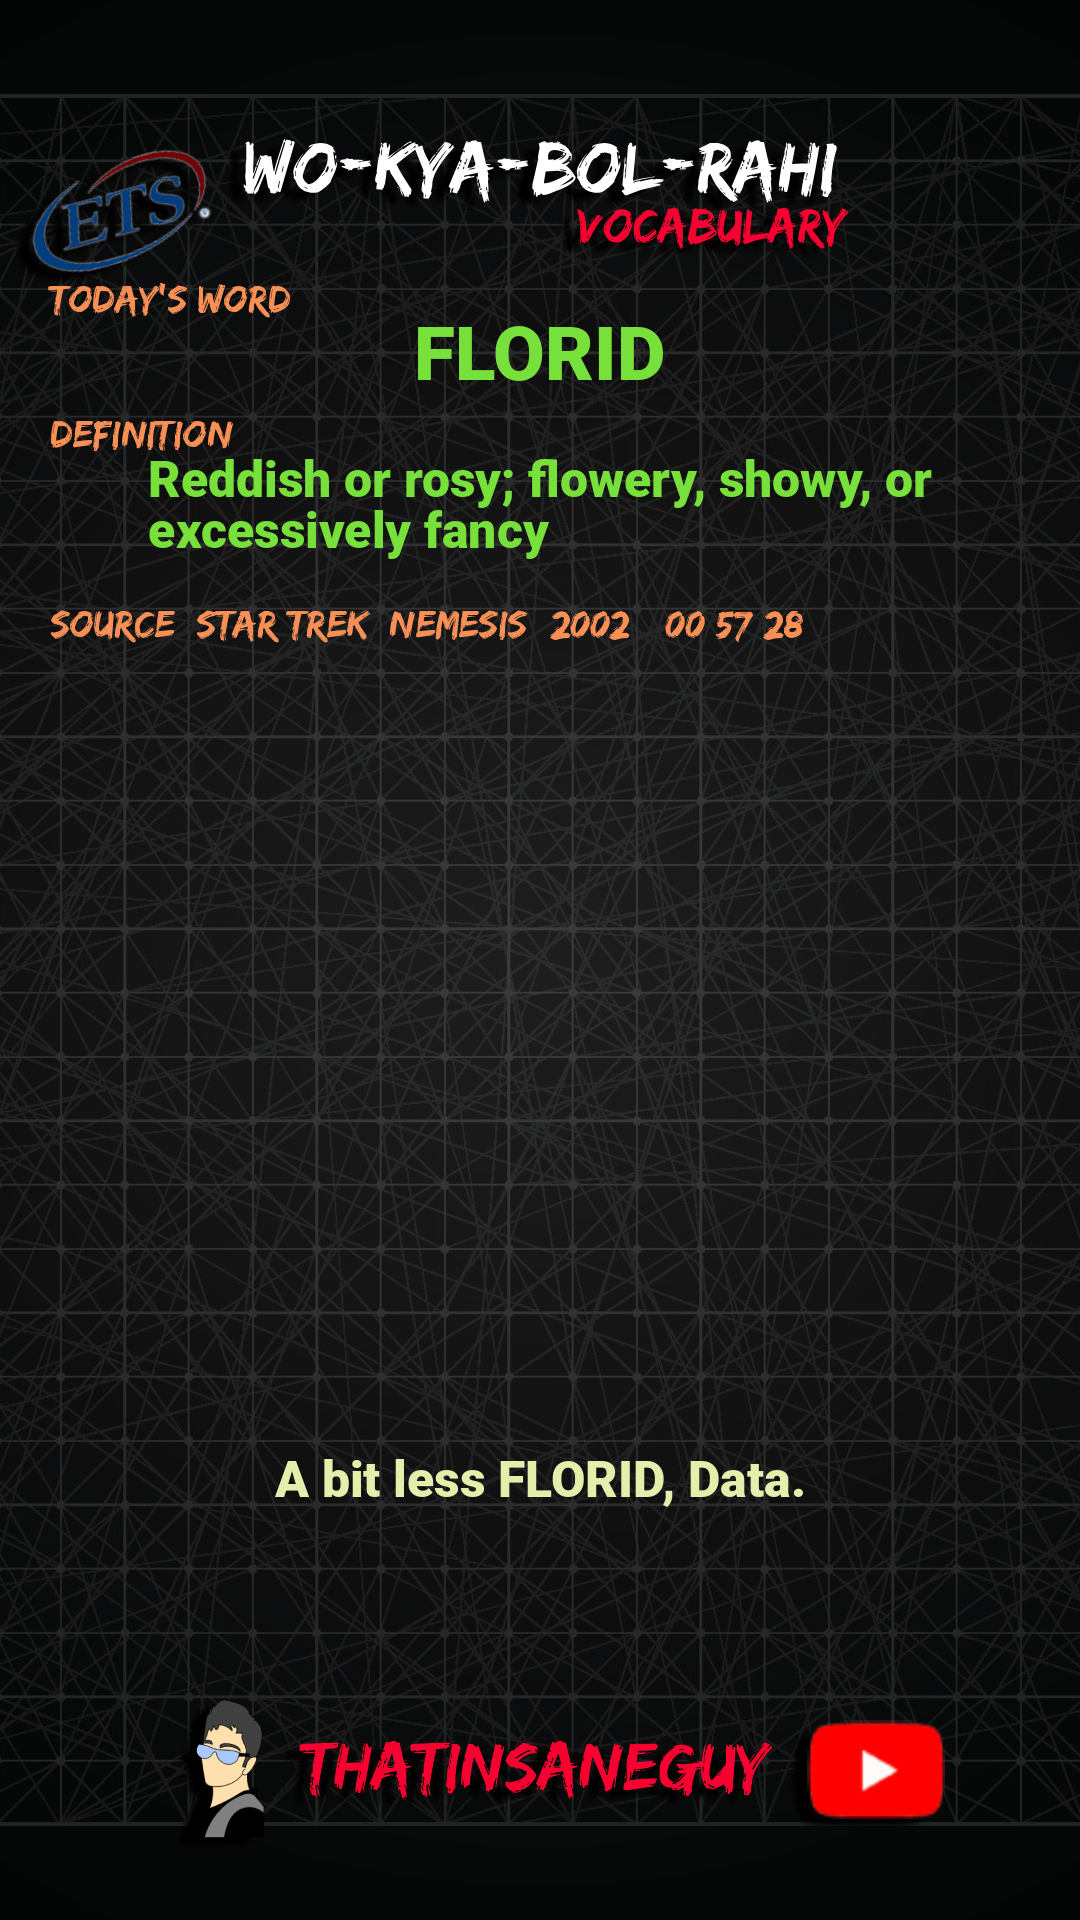 ETS
WO-KYA-BOL-RAHI
VOCABULARY
TODAY'S WORD
FLORID
DEFINITION
Reddish or rosy; flowery, showy, or
excessively fancy
SOURCE STAR TREK NEMESIS 2002 00 57 28
A bit less FLORID, Data.
THATINSANEGUY